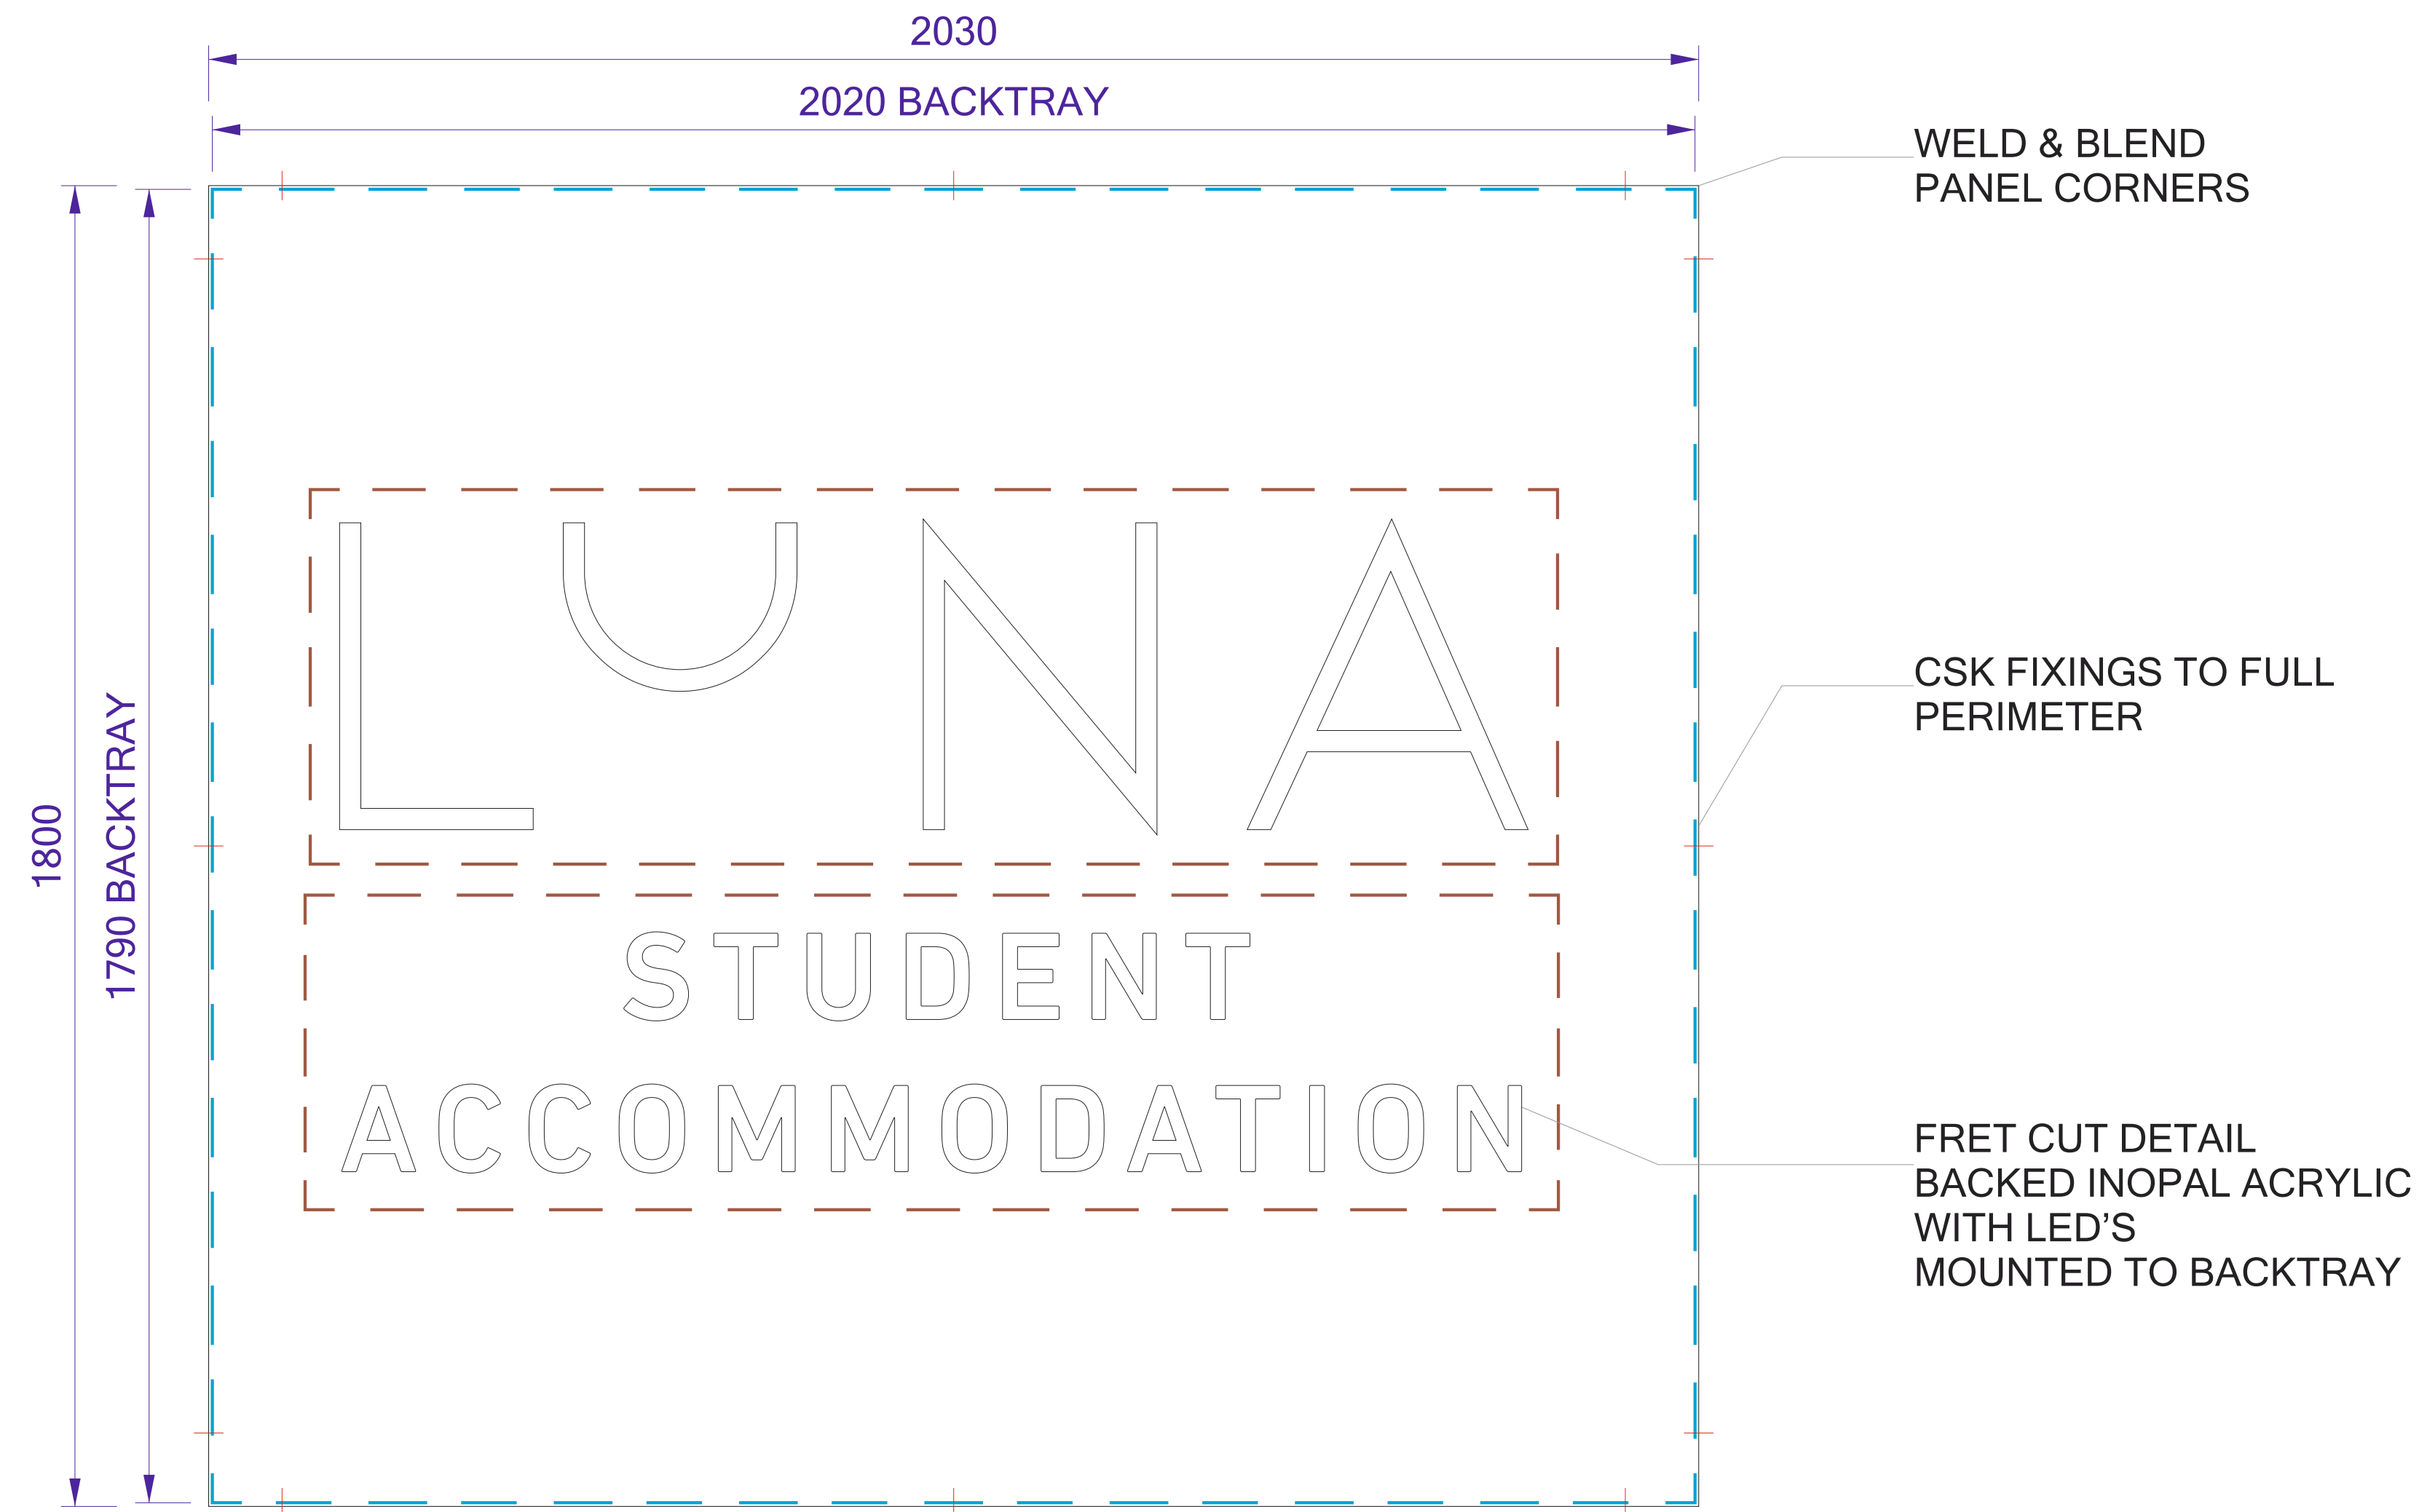 2030
2020 BACKTRAY
WELD & BLEND
PANEL CORNERS
1800
1790 BACKTRAY
LUNA
CSK FIXINGS TO FULL
PERIMETER
STUDENT
ACCOMMODATION
FRET CUT DETAIL
BACKED INOPAL ACRYLIC
WITH LED’S
MOUNTED TO BACKTRAY